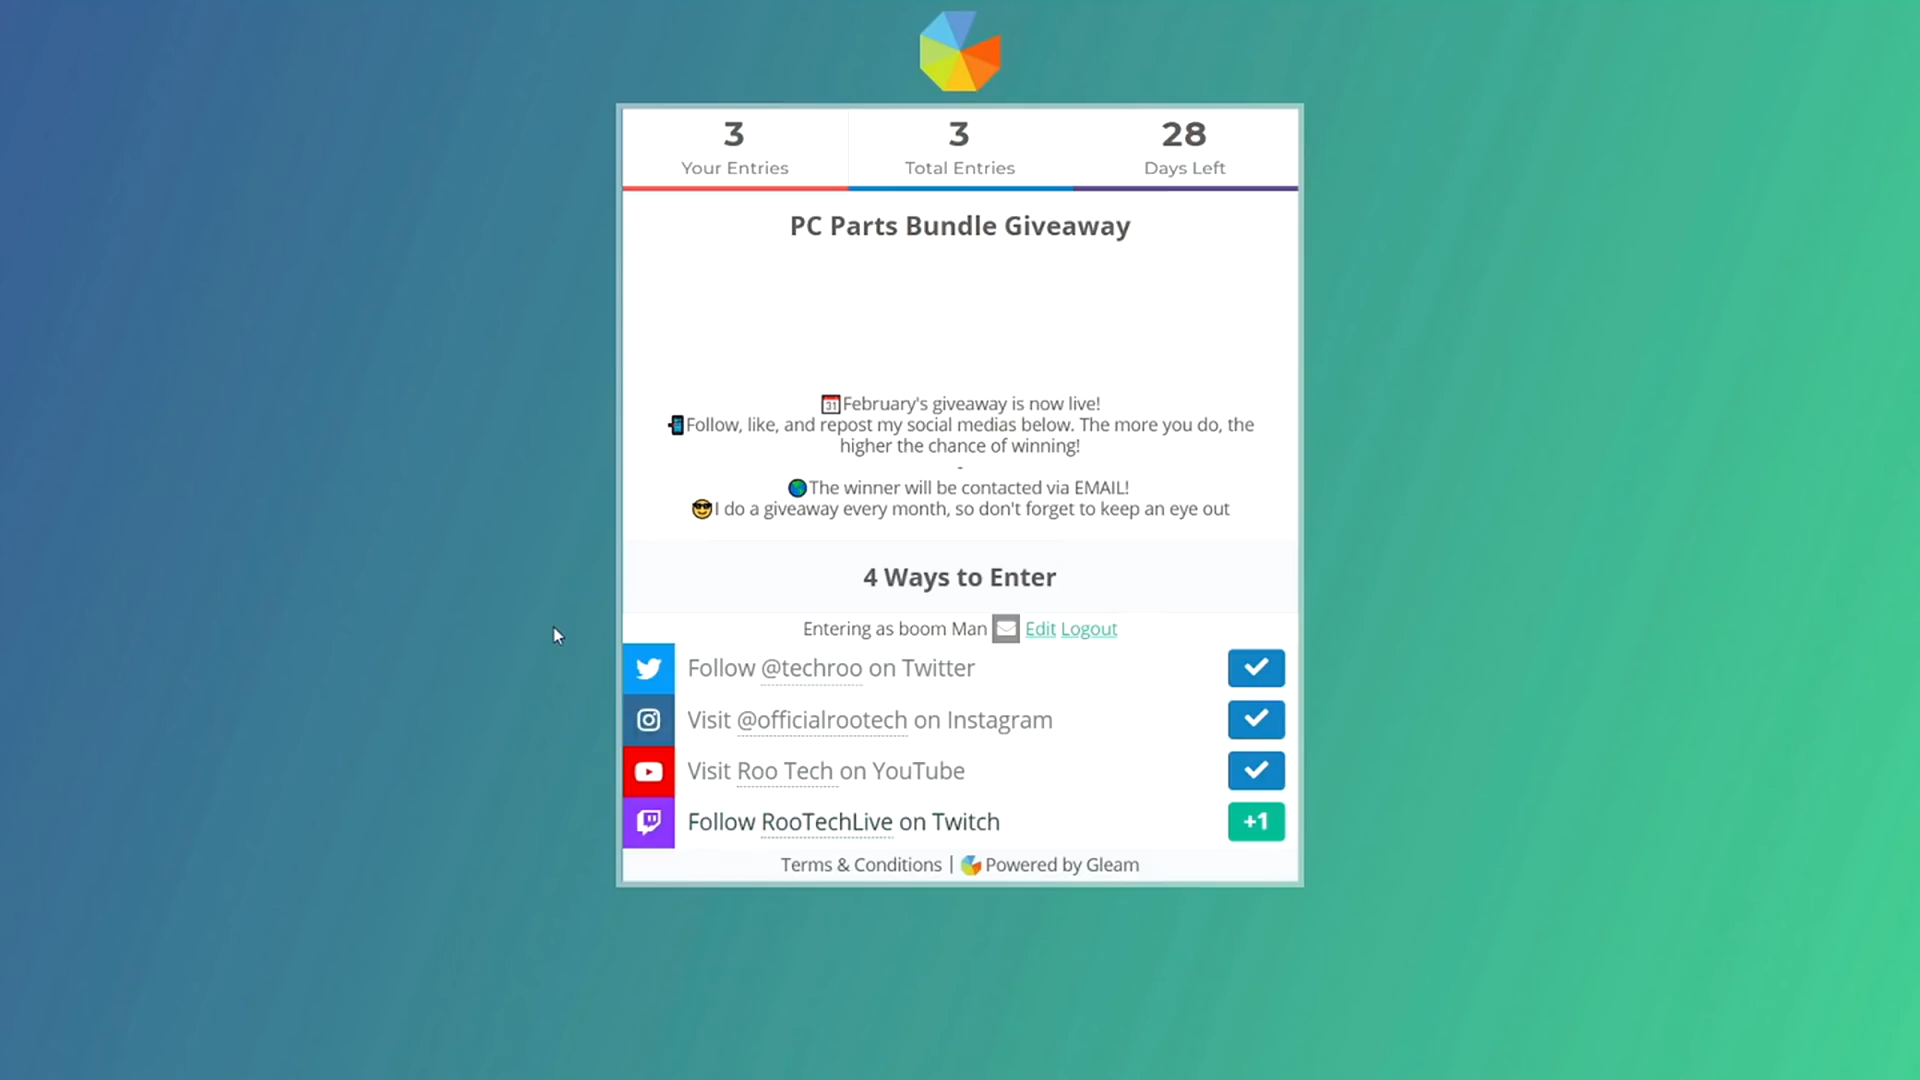 3 3 28
Your Entries Total Entries Days Left
PC Parts Bundle Giveaway
31 February's giveaway is now live!
Follow, like, and repost my social medias below. The more you do, the
higher the chance of winning!
-
The winner will be contacted via EMAIL!
I do a giveaway every month, so don't forget to keep an eye out
4 Ways to Enter
Entering as boom Man Edit Logout
Follow @techroo on Twitter
Visit @officialrootech on Instagram
Visit Roo Tech on YouTube
Follow RooTechLive on Twitch +1
Terms & Conditions | Powered by Gleam